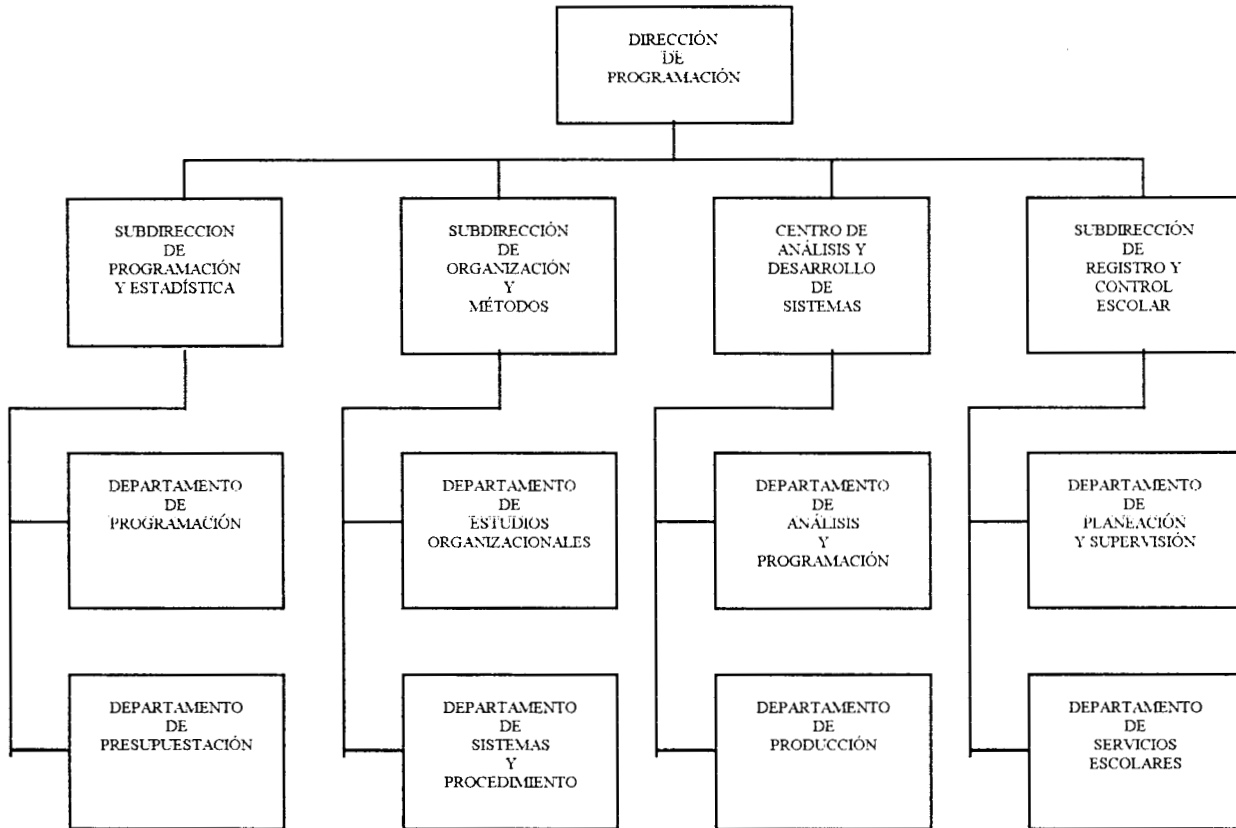 DIRECCIÓN
DE
PROGRAMACIÓN
SUBDIRECCION
DE
PROGRAMACIÓN
Y ESTADÍSTICA
SUBDIRECCIÓN
DE
ORGANIZACIÓN
Y
MÉTODOS
CENTRO DE
ANÁLISIS Y
DESARROLLO
DE
SISTEMAS
SUBDIRECCIÓN
DE
REGISTRO Y
CONTROL
ESCOLAR
DEPARTAMENTO
DE
PROGRAMACIÓN
DEPARTAMENTO
DE
ESTUDIOS
ORGANIZACIONALES
DEPARTAMENTO
DE
ANÁLISIS
Y
PROGRAMACIÓN
DEPARTAMENTO
DE
PLANEACIÓN
Y SUPERVISIÓN
DEPARTAMENTO
DE
PRESUPUESTACIÓN
DEPARTAMENTO
DE
SISTEMAS
Y
PROCEDIMIENTO
DEPARTAMENTO
DE
PRODUCCIÓN
DEPARTAMENTO
DE
SERVICIOS
ESCOLARES